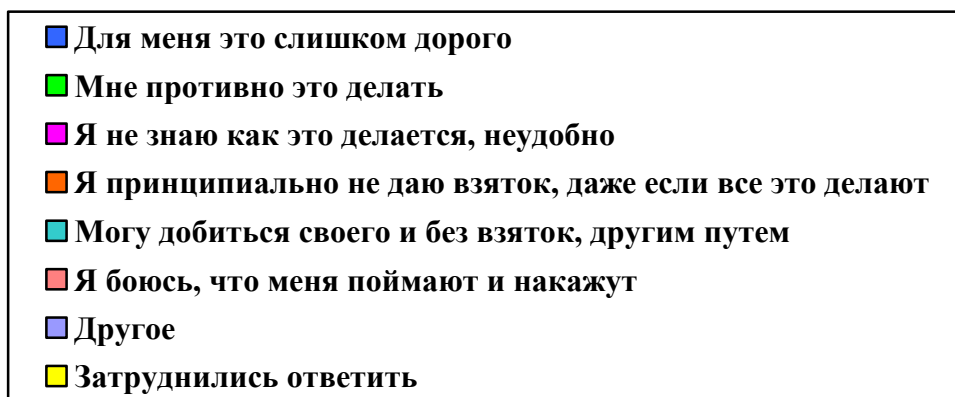 Для меня это слишком дорого
Мне противно это делать
Я не знаю как это делается, неудобно
Я принципиально не даю взяток, даже если все это делают
Могу добиться своего и без взяток, другим путем
Я боюсь, что меня поймают и накажут
Другое
Затруднились ответить